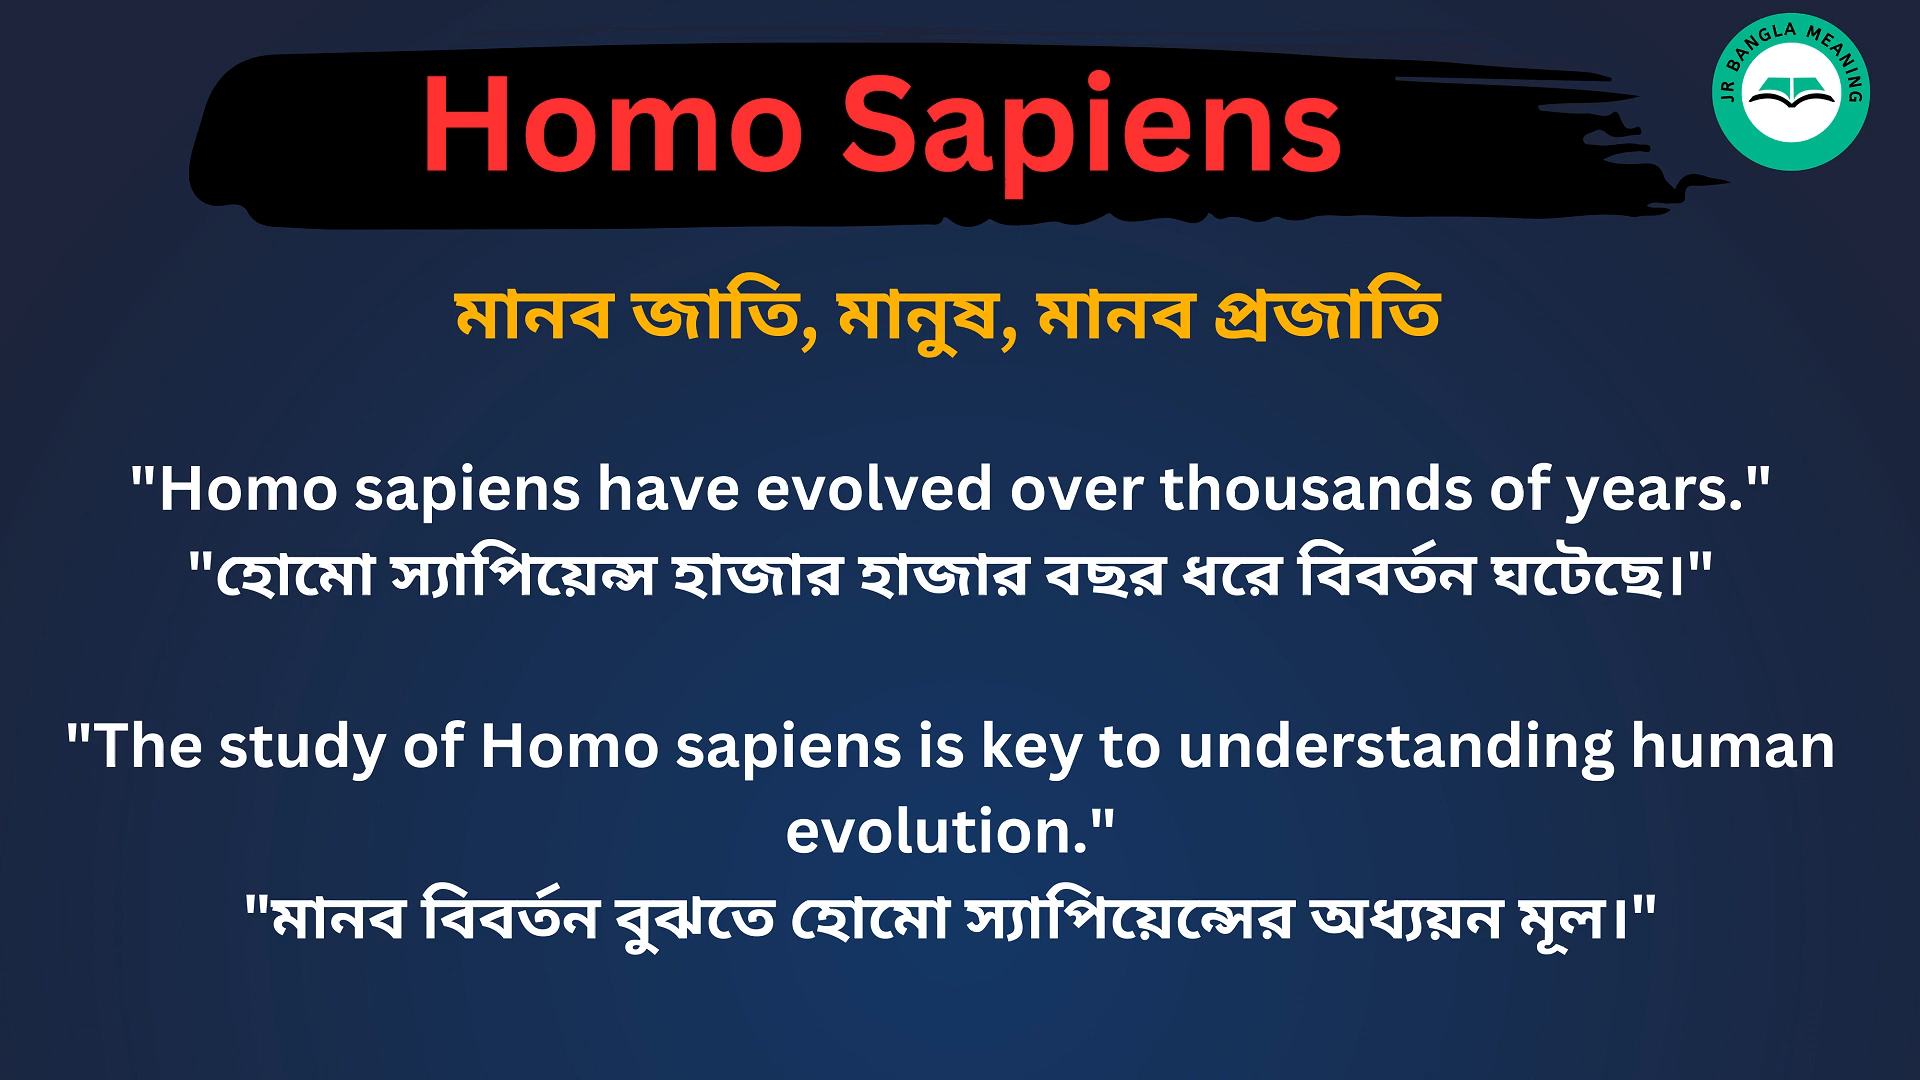 Homo Sapiens
JR BANGLA MEANING
মানব জাতি, মানুষ, মানব প্রজাতি
"Homo sapiens have evolved over thousands of years."
"হোমো স্যাপিয়েন্স হাজার হাজার বছর ধরে বিবর্তন ঘটেছে।"
"The study of Homo sapiens is key to understanding human
evolution."
"মানব বিবর্তন বুঝতে হোমো স্যাপিয়েন্সের অধ্যয়ন মূল।"